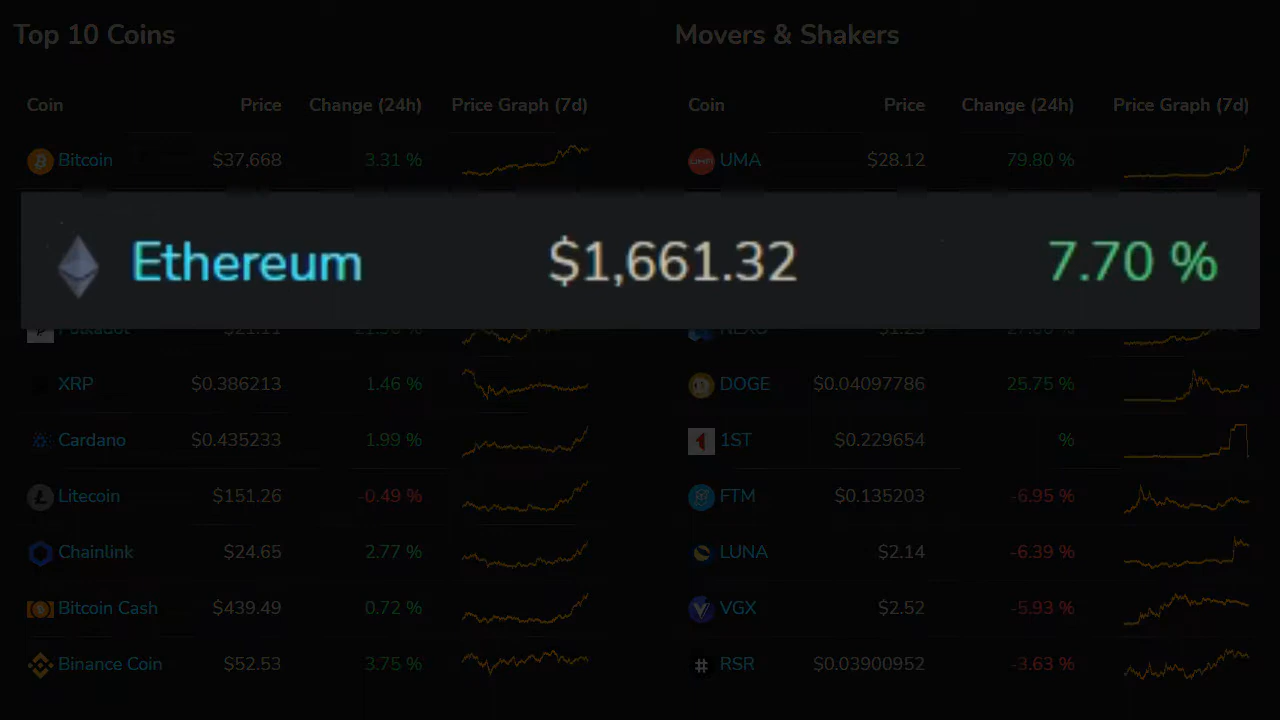 Top 10 Coins Movers & Shakers
Coin Price Change (24h) Price Graph (7d) Coin Price Change (24h) Price Graph (7d)
Bitcoin $37,668 3.31 % UMA $28.12 79.80 %
Ethereum $1,661.32 7.70 %
Polkadot $21.11
XRP $0.386213 1.46 % DOGE $0.04097786 25.75 %
Cardano $0.435233 1.99 % 1ST $0.229654 %
Litecoin $151.26 -0.49 % FTM $0.135203 -6.95 %
Chainlink $24.65 2.77 % LUNA $2.14 -6.39 %
Bitcoin Cash $439.49 0.72 % VGX $2.52 -5.93 %
Binance Coin $52.53 3.75 % RSR $0.03900952 -3.63 %